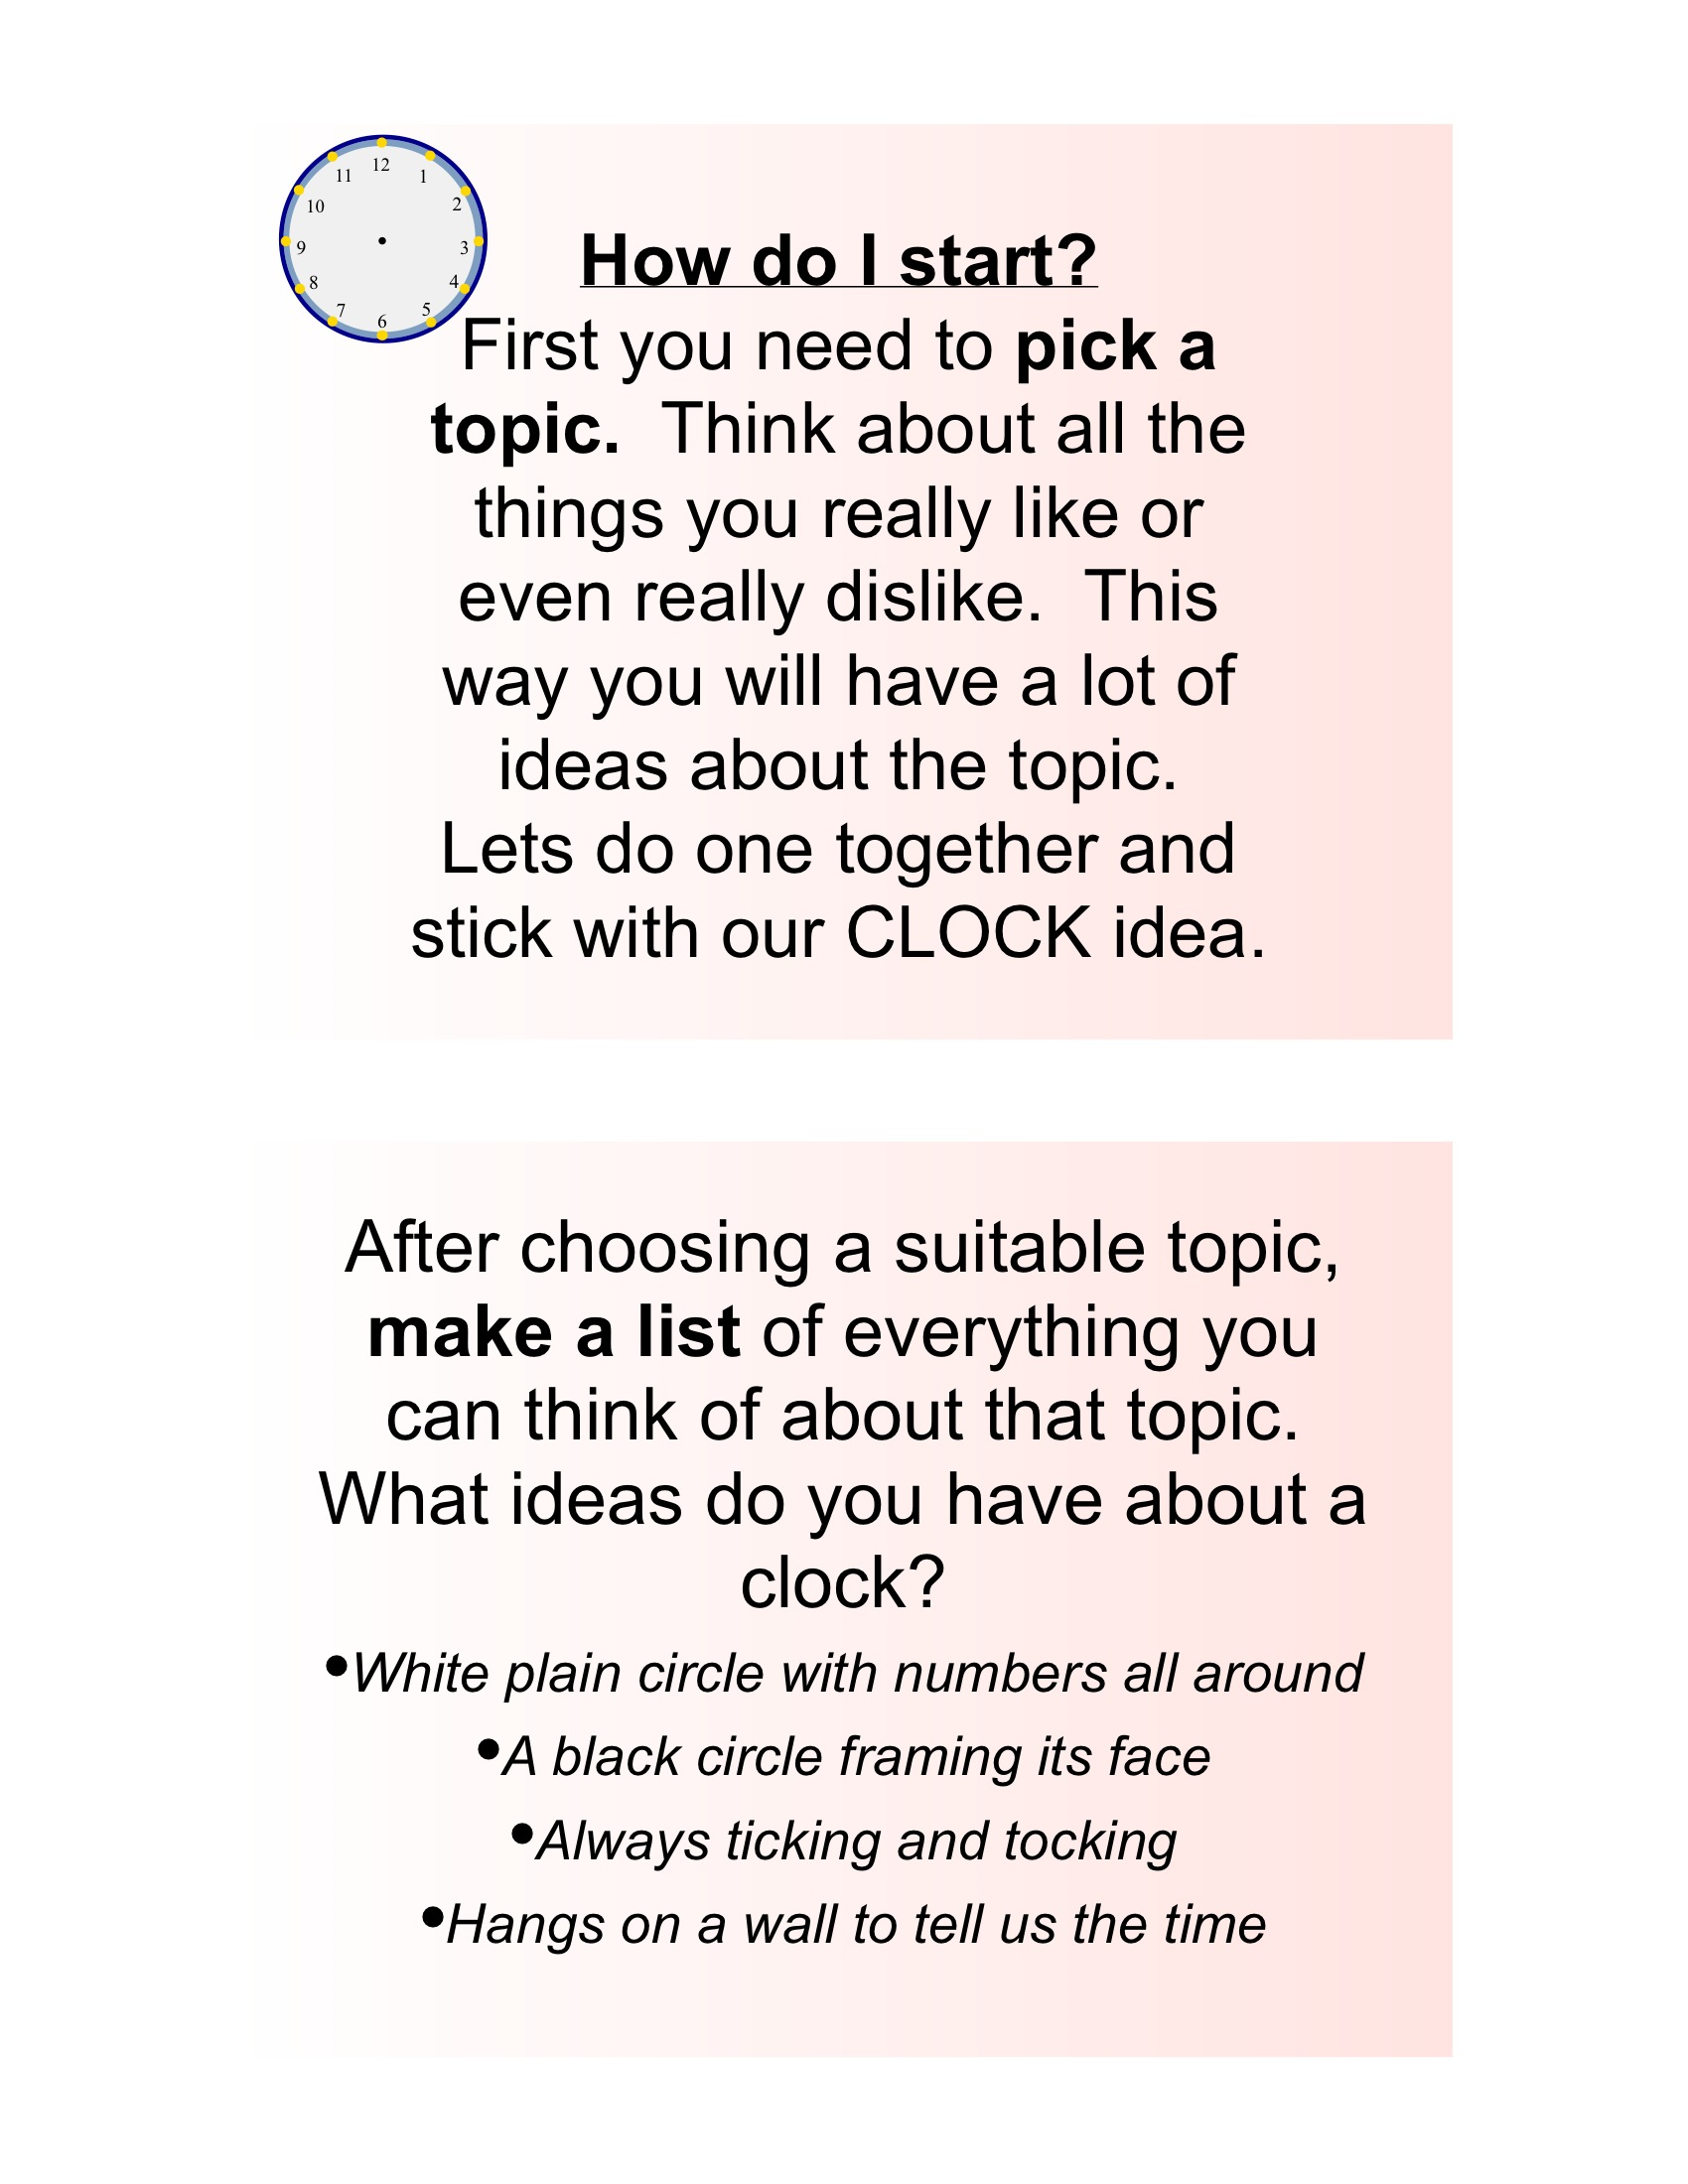 12
11
1
10
2
9
3
8
4
7
5
6
How do I start?
First you need to pick a
topic.  Think about all the
things you really like or
even really dislike.  This
way you will have a lot of
ideas about the topic.
Lets do one together and
stick with our CLOCK idea.
After choosing a suitable topic,
make a list of everything you
can think of about that topic.
What ideas do you have about a
clock?
•White plain circle with numbers all around
•A black circle framing its face
•Always ticking and tocking
•Hangs on a wall to tell us the time